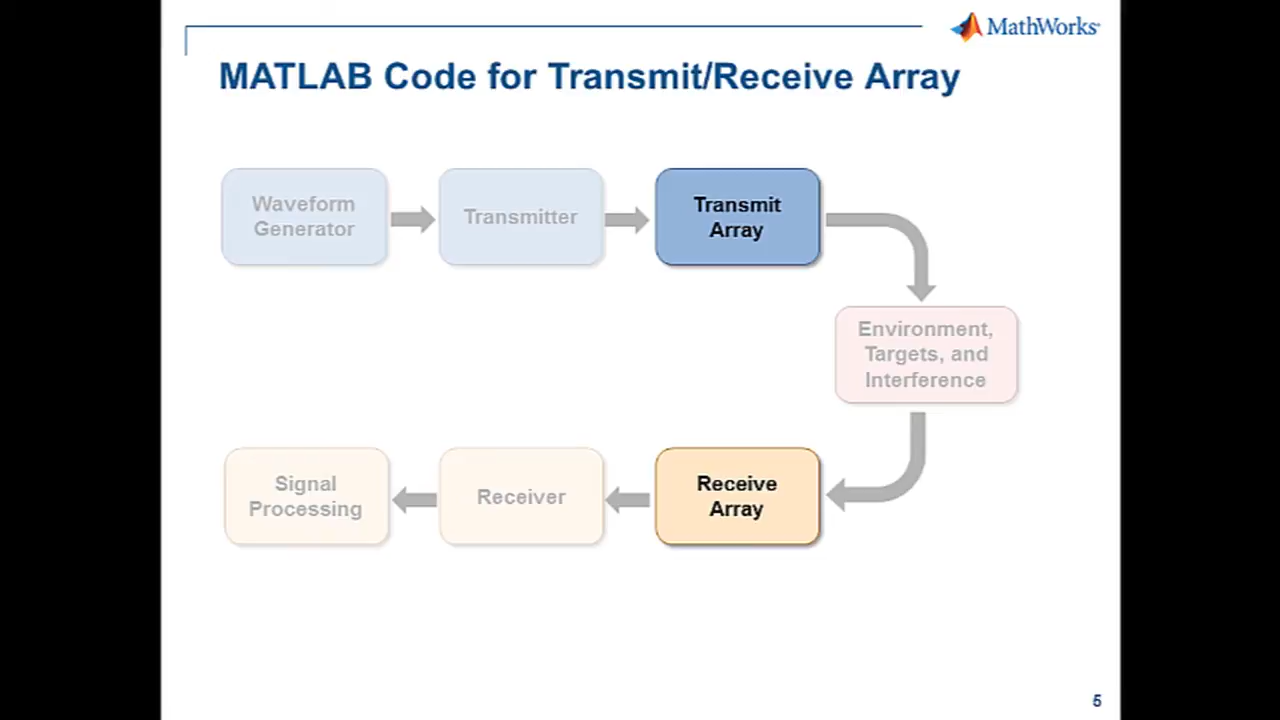 MathWorks®
MATLAB Code for Transmit/Receive Array
Waveform
Generator
Transmitter
Transmit
Array
Environment,
Targets, and
Interference
Signal
Processing
Receiver
Receive
Array
5